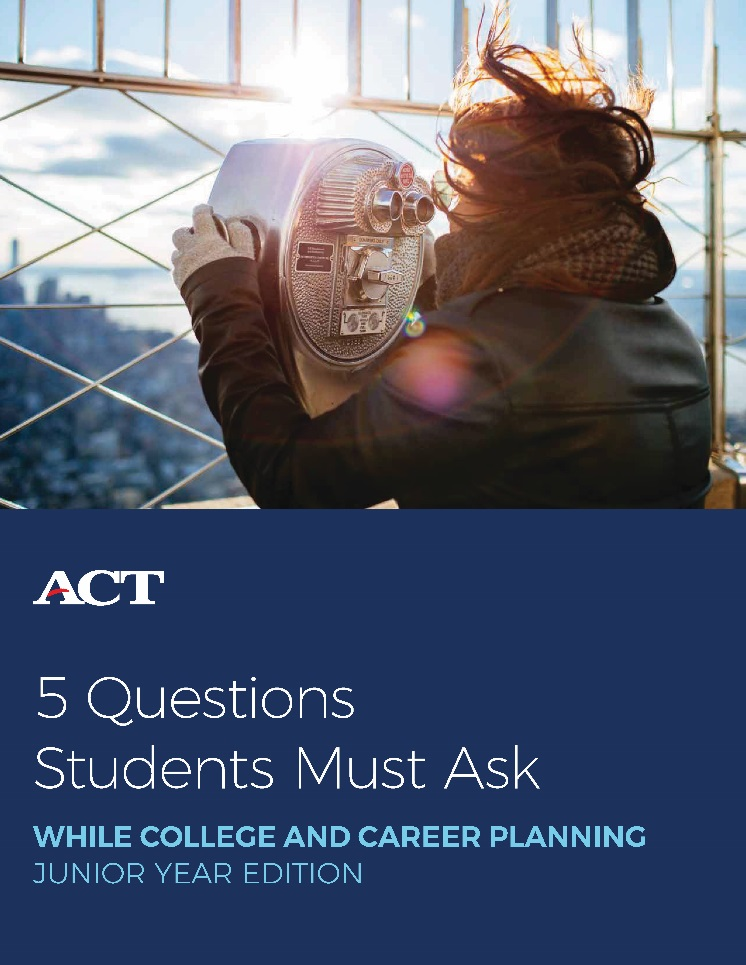 ACT
5 Questions
Students Must Ask
WHILE COLLEGE AND CAREER PLANNING
JUNIOR YEAR EDITION